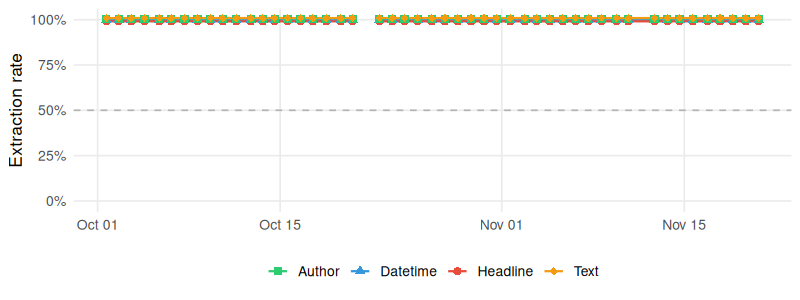 Extraction rate
100%
75%
50%
25%
0%
Oct 01 Oct 15 Nov 01 Nov 15
Author Datetime Headline Text